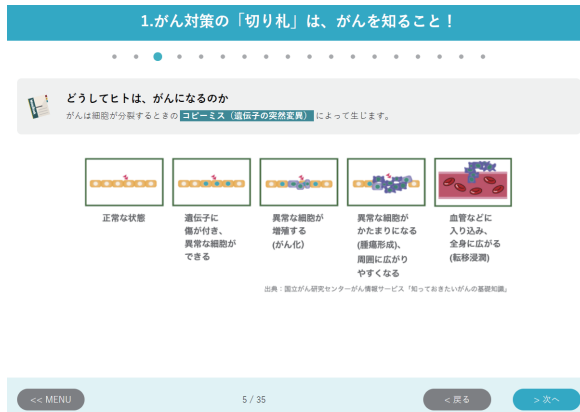 1.がん対策の「切り札」は、がんを知ること！
どうしてヒトは、がんになるのか
がんは細胞が分裂するときの コピーミス（遺伝子の突然変異） によって生じます。
正常な状態
遺伝子に
傷が付き、
異常な細胞が
できる
異常な細胞が
増殖する
(がん化)
異常な細胞が
かたまりになる
(腫瘍形成)、
周囲に広がり
やすくなる
血管などに
入り込み、
全身に広がる
(転移浸潤)
出典：国立がん研究センターがん情報サービス「知っておきたいがんの基礎知識」
<< MENU
5 / 35
< 戻る
> 次へ